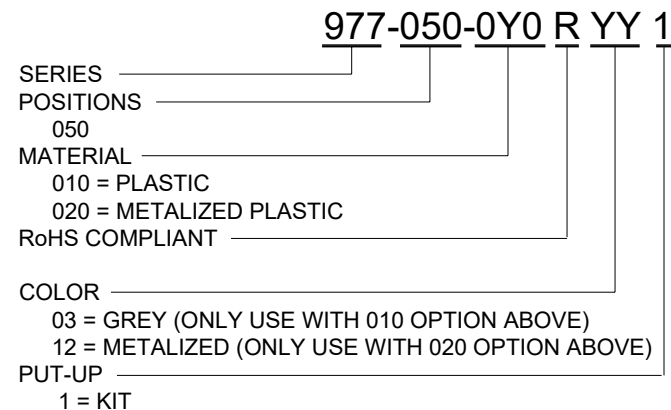 977-050-0Y0 R YY 1
SERIES
POSITIONS
050
MATERIAL
010 = PLASTIC
020 = METALIZED PLASTIC
RoHS COMPLIANT
COLOR
03 = GREY (ONLY USE WITH 010 OPTION ABOVE)
12 = METALIZED (ONLY USE WITH 020 OPTION ABOVE)
PUT-UP
1 = KIT